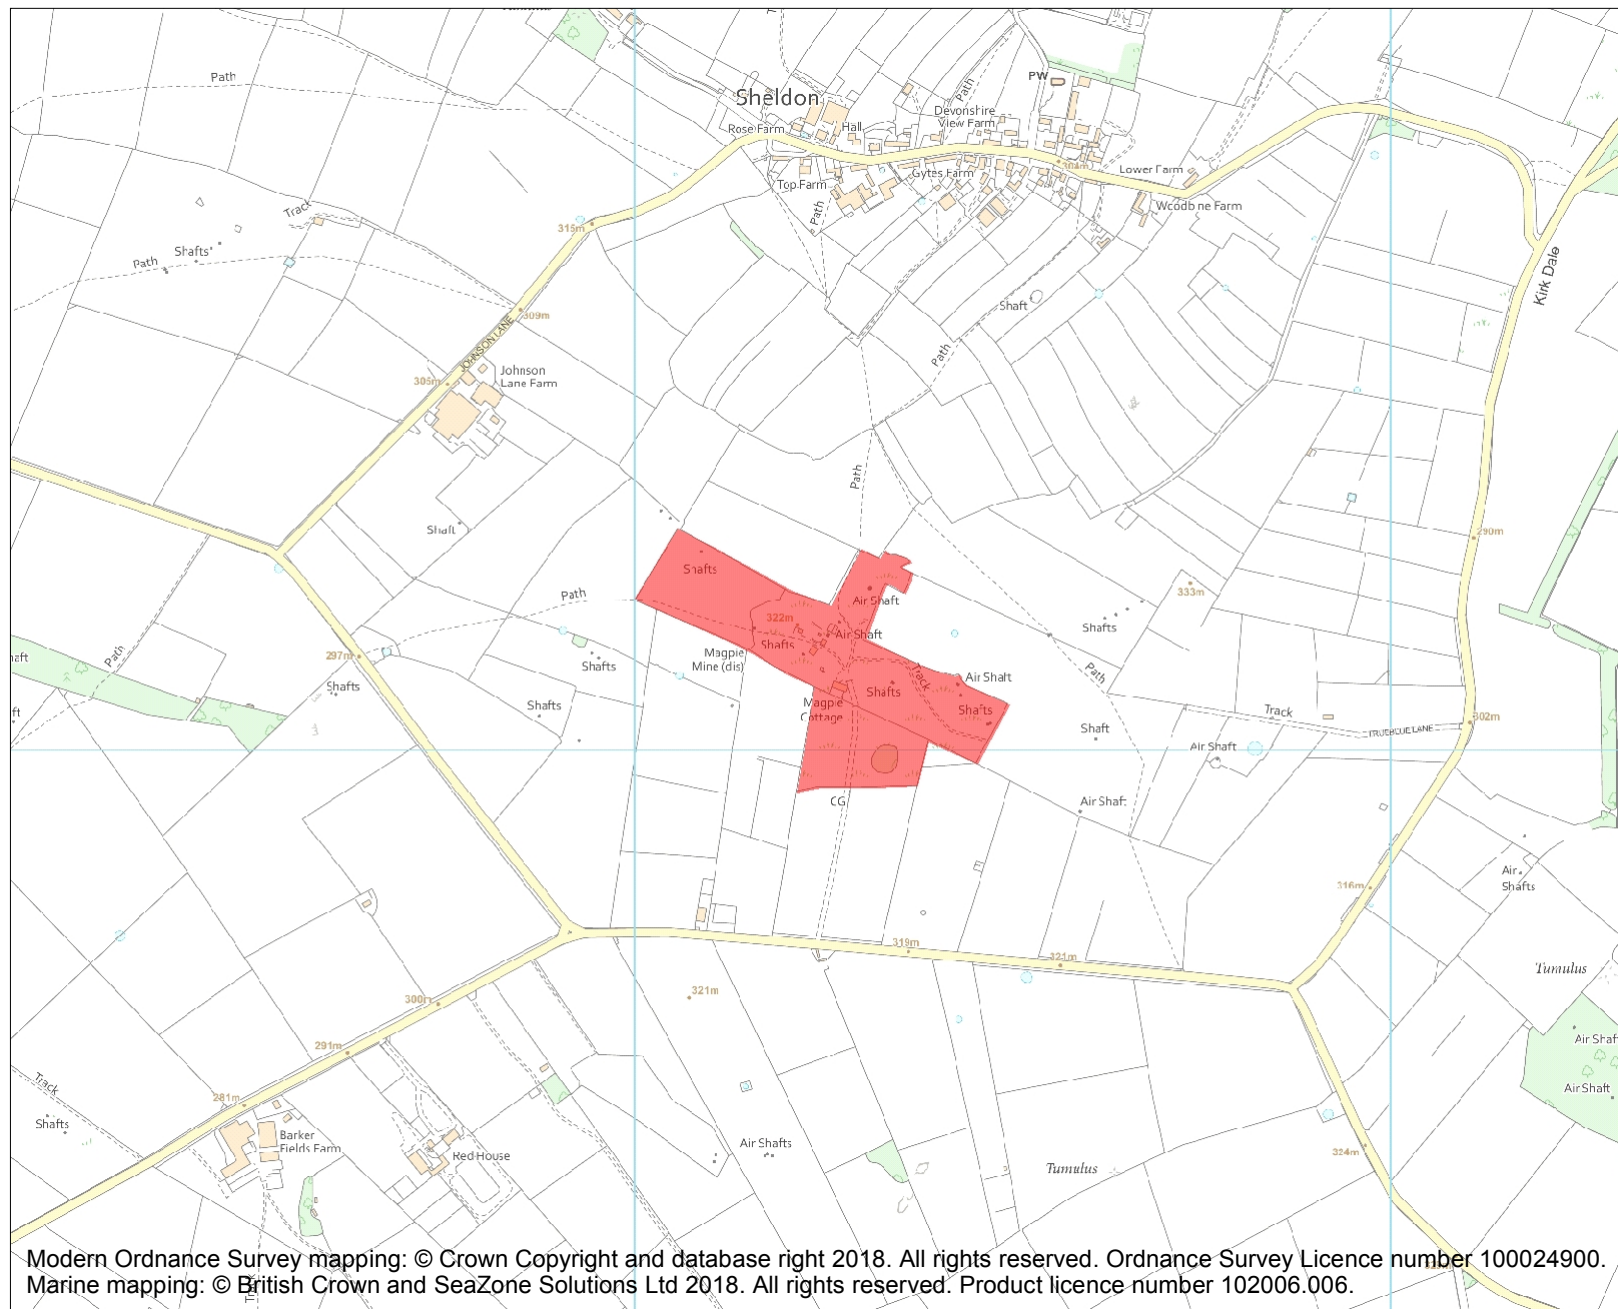 Path
Sheldon
PW
Path
Devonshire
View Farm
Rose Farm
Hall
Lower Farm
Top Farm
Gytes Farm
Track
Path
315m
Shafts
Path
Kirk Dale
Shaft
309m
JOHNSON LANE
Path
Johnson
Lane Farm
305m
Path
Shaft
290m
Shafts
Path
Air Shaft
333m
322m
Shafts
Air Shaft
Path
297m
Shafts
Magpie
Mine (dis)
Shafts
Track
Air Shaft
Path
Shafts
Shafts
Magpie
Cottage
Shafts
Shafts
Track
302m
Shaft
TRUEBLUE LANE
Air Shaft
CG
Air Shaft
Air
Shafts
316m
319m
321m
Tumulus
321m
300m
291m
Air Shaft
Track
281m
Air Shaft
Shafts
Barker
Fields Farm
Red House
Air Shafts
Tumulus
324m
Modern Ordnance Survey mapping: © Crown Copyright and database right 2018. All rights reserved. Ordnance Survey Licence number 100024900.
Marine mapping: © British Crown and SeaZone Solutions Ltd 2018. All rights reserved. Product licence number 102006.006.